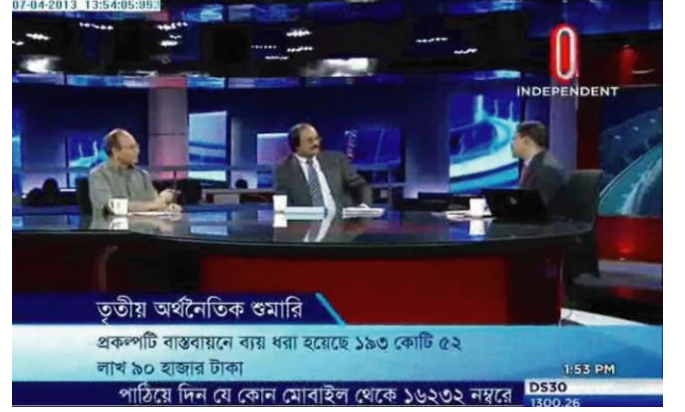 07-04-2013 13:54:05:09
INDEPENDENT
তৃতীয় অর্থনৈতিক শুমারি
প্রকল্পটি বাস্তবায়নে ব্যয় ধরা হয়েছে ১৯৩ কোটি ৫২
লাখ ৯০ হাজার টাকা
1:53 PM
পাঠিয়ে দিন যে কোন মোবাইল থেকে ১৬২৩২ নম্বরে
DS30
1300.26